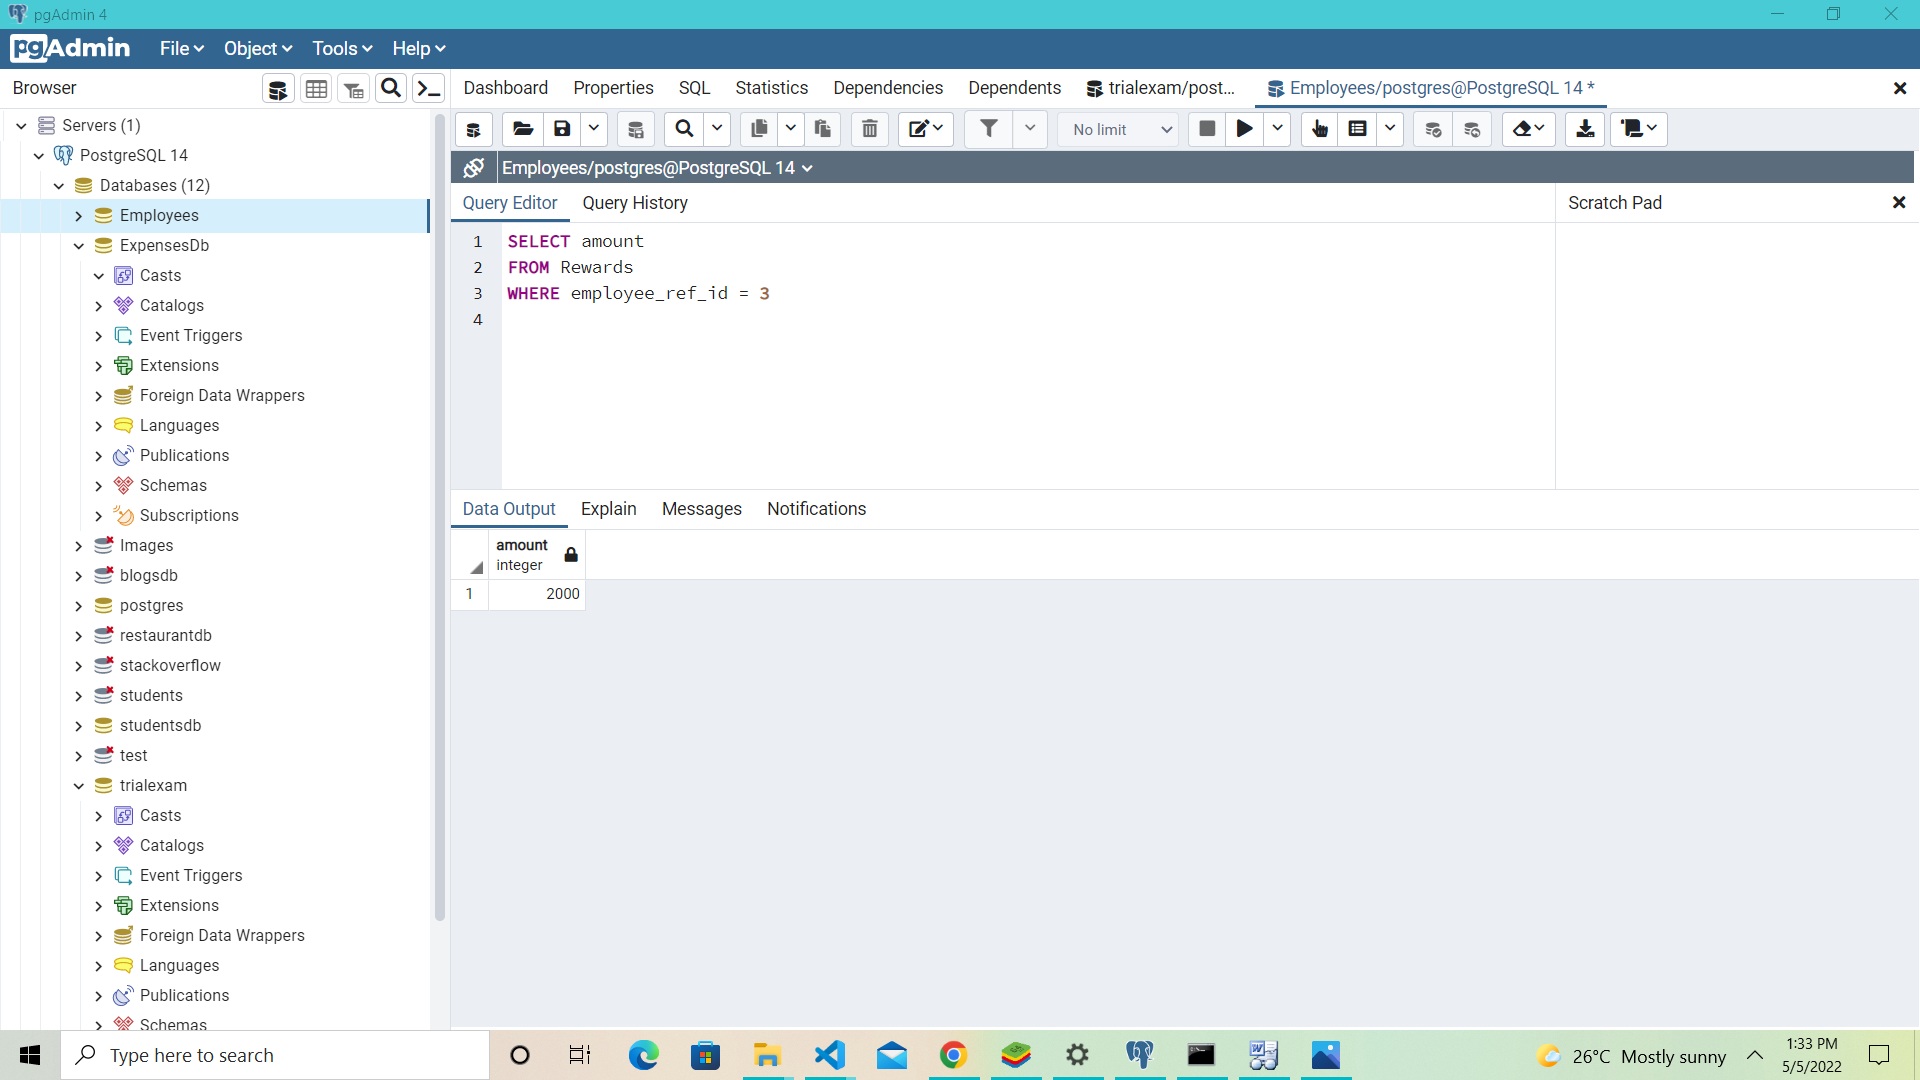 pgAdmin 4
pgAdmin File Object Tools Help
Browser
Dashboard Properties SQL Statistics Dependencies Dependents trialexam/post... Employees/postgres@PostgreSQL 14 *
No limit
Employees/postgres@PostgreSQL 14
Query Editor Query History
Scratch Pad
1 SELECT amount
2 FROM Rewards
3 WHERE employee_ref_id = 3
4
Data Output Explain Messages Notifications
amount
integer
1 2000
Servers (1)
PostgreSQL 14
Databases (12)
Employees
ExpensesDb
Casts
Catalogs
Event Triggers
Extensions
Foreign Data Wrappers
Languages
Publications
Schemas
Subscriptions
Images
blogsdb
postgres
restaurantdb
stackoverflow
students
studentsdb
test
trialexam
Casts
Catalogs
Event Triggers
Extensions
Foreign Data Wrappers
Languages
Publications
Schemas
Type here to search
26°C Mostly sunny
1:33 PM
5/5/2022